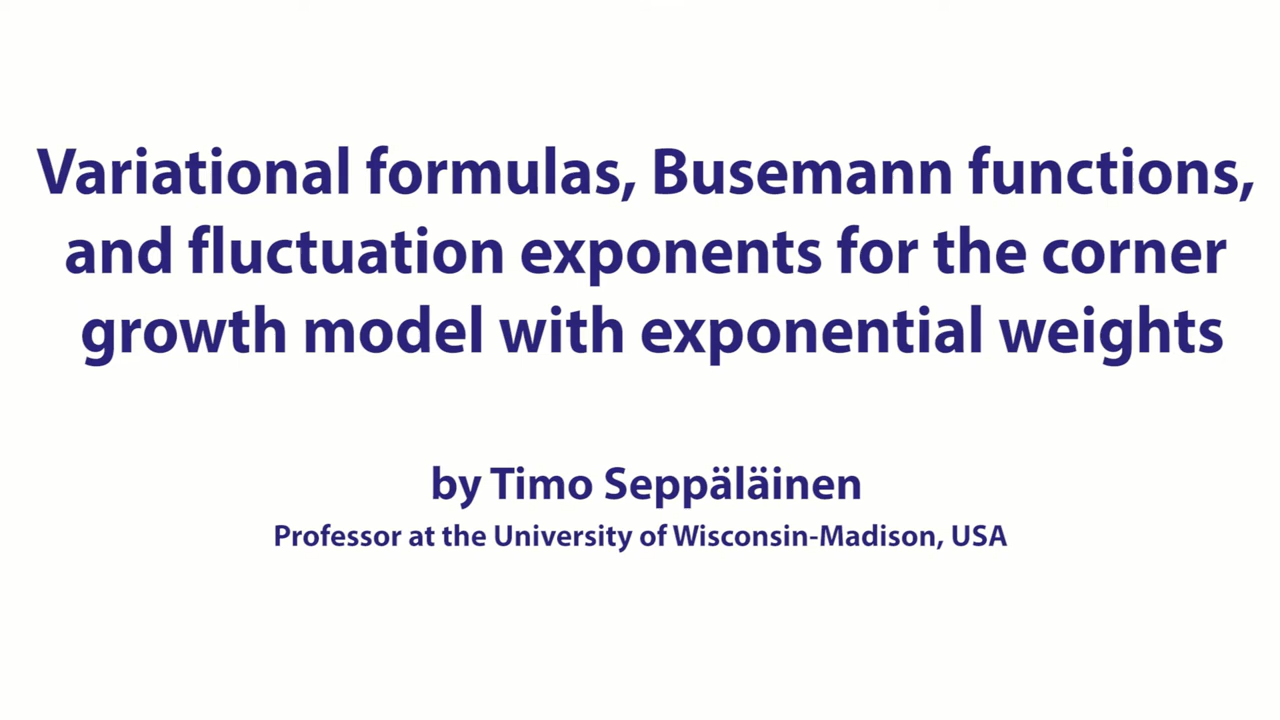 Variational formulas, Busemann functions,
and fluctuation exponents for the corner
growth model with exponential weights
by Timo Seppäläinen
Professor at the University of Wisconsin-Madison, USA